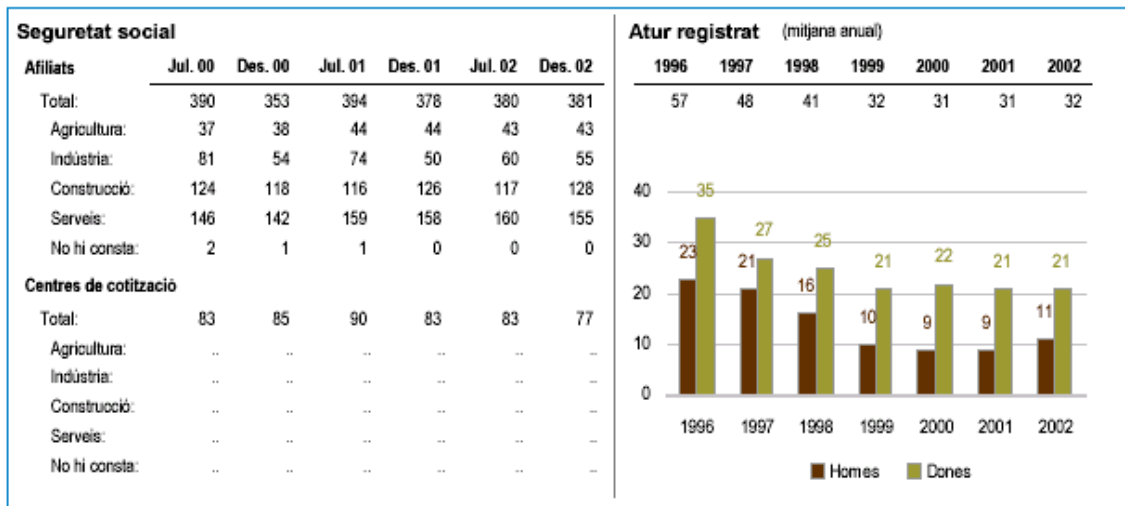 Seguretat social
Afiliats Jul. 00 Des. 00 Jul. 01 Des. 01 Jul. 02 Des. 02
Total: 390 353 394 378 380 381
Agricultura: 37 38 44 44 43 43
Indústria: 81 54 74 50 60 55
Construcció: 124 118 116 126 117 128
Serveis: 146 142 159 158 160 155
No hi consta: 2 1 1 0 0 0
Centres de cotització
Total: 83 85 90 83 83 77
Agricultura: .. .. .. .. .. ..
Indústria: .. .. .. .. .. ..
Construcció: .. .. .. .. .. ..
Serveis: .. .. .. .. .. ..
No hi consta: .. .. .. .. .. ..
Atur registrat (mitjana anual)
1996 1997 1998 1999 2000 2001 2002
57 48 41 32 31 31 32
40
30
20
10
0
23 35 21 27 16 25 10 21 9 22 9 21 11 21
1996 1997 1998 1999 2000 2001 2002
Homes Dones